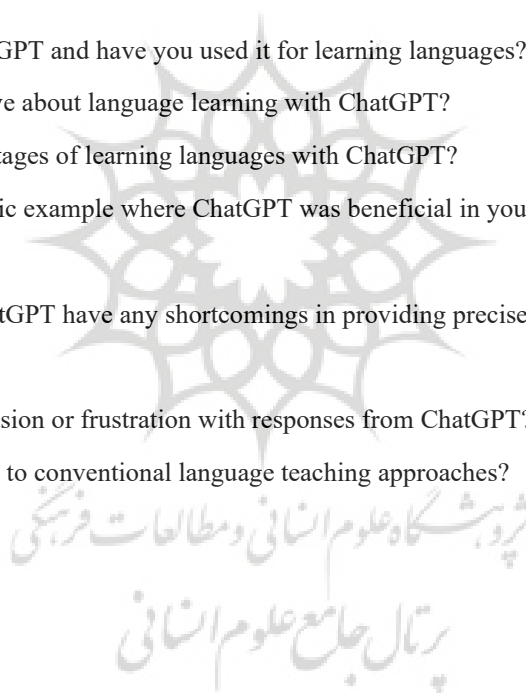 GPT and have you used it for learning languages?
ve about language learning with ChatGPT?
tages of learning languages with ChatGPT?
ic example where ChatGPT was beneficial in you
tGPT have any shortcomings in providing precise
sion or frustration with responses from ChatGPT?
to conventional language teaching approaches?
پژوهشگاه علوم انسانی و مطالعات فرهنگی
پرتال جامع علوم انسانی